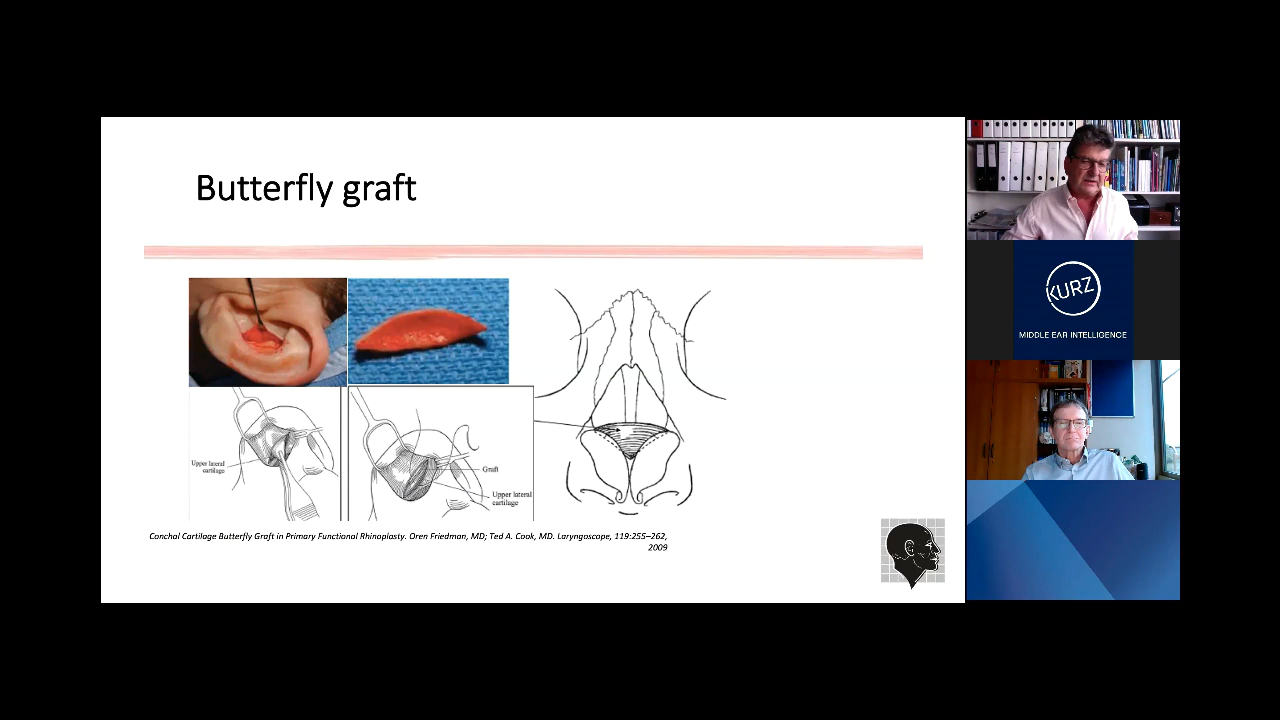 Butterfly graft
Upper lateral
cartilage
Graft
Upper lateral
cartilage
Conchal Cartilage Butterfly Graft in Primary Functional Rhinoplasty. Oren Friedman, MD; Ted A. Cook, MD. Laryngoscope, 119:255–262,
2009
KURZ
MIDDLE EAR INTELLIGENCE